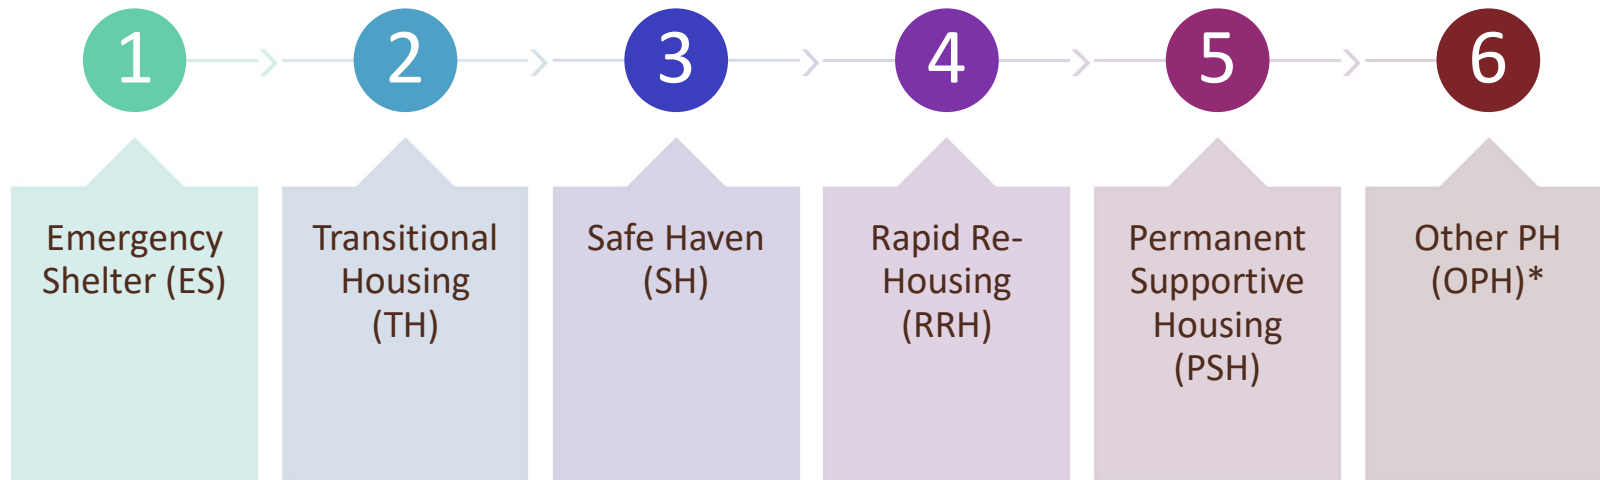 1
2
3
4
5
6
Emergency
Shelter (ES)
Transitional
Housing
(TH)
Safe Haven
(SH)
Rapid Re-
Housing
(RRH)
Permanent
Supportive
Housing
(PSH)
Other PH
(OPH)*